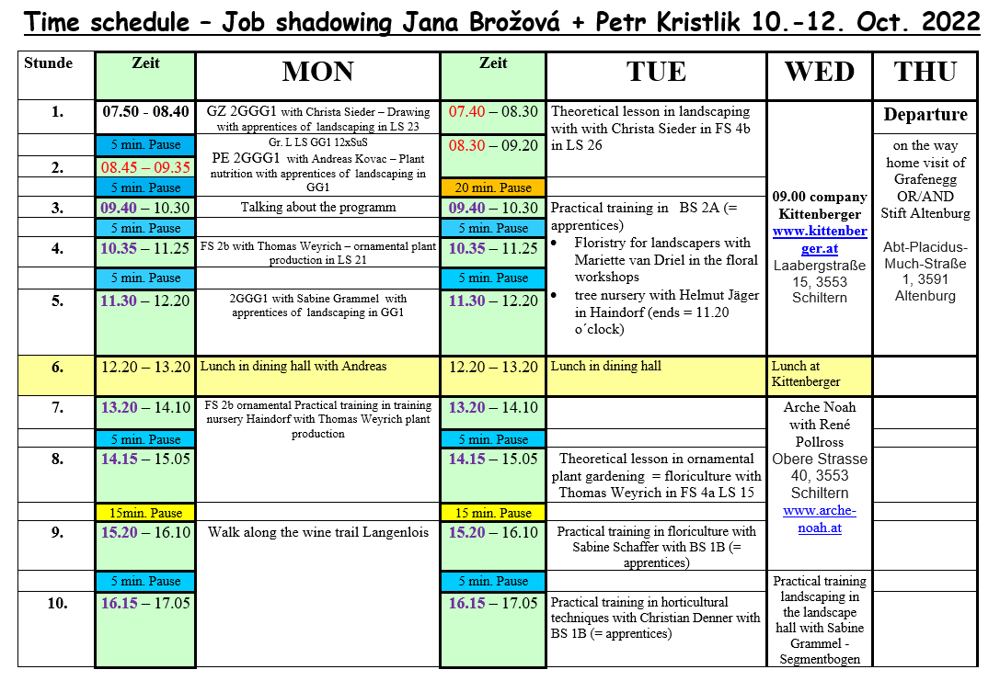 Time schedule – Job shadowing Jana Brožová + Petr Kristlik 10.-12. Oct. 2022
Stunde Zeit MON Zeit TUE WED THU
1. 07.50 - 08.40
GZ 2GGG1 with Christa Sieder – Drawing
with apprentices of landscaping in LS 23
07.40 – 08.30
Theoretical lesson in landscaping
with with Christa Sieder in FS 4b
in LS 26
Departure
5 min. Pause
Gr. L LS GG1 12xSuS
PE 2GGG1 with Andreas Kovac – Plant
nutrition with apprentices of landscaping in
GG1
08.30 – 09.20
2. 08.45 – 09.35
5 min. Pause
20 min. Pause
09.00 company
Kittenberger
www.kittenber
ger.at
Laabergstraße
15, 3553
Schiltern
on the way
home visit of
Grafenegg
OR/AND
Stift Altenburg
Abt-Placidus-
Much-Straße
1, 3591
Altenburg
3. 09.40 – 10.30
Talking about the programm
09.40 – 10.30
Practical training in BS 2A (=
apprentices)
• Floristry for landscapers with
Mariette van Driel in the floral
workshops
• tree nursery with Helmut Jäger
in Haindorf (ends = 11.20
o´clock)
5 min. Pause
5 min. Pause
4. 10.35 – 11.25
FS 2b with Thomas Weyrich – ornamental plant
production in LS 21
10.35 – 11.25
5 min. Pause
5 min. Pause
5. 11.30 – 12.20
2GGG1 with Sabine Grammel with
apprentices of landscaping in GG1
11.30 – 12.20
6. 12.20 – 13.20
Lunch in dining hall with Andreas
12.20 – 13.20
Lunch in dining hall
Lunch at
Kittenberger
7. 13.20 – 14.10
FS 2b ornamental Practical training in training
nursery Haindorf with Thomas Weyrich plant
production
13.20 – 14.10
Arche Noah
with René
Pollross
Obere Strasse
40, 3553
Schiltern
www.arche-
noah.at
5 min. Pause
5 min. Pause
8. 14.15 – 15.05
14.15 – 15.05
Theoretical lesson in ornamental
plant gardening = floriculture with
Thomas Weyrich in FS 4a LS 15
15min. Pause
15 min. Pause
9. 15.20 – 16.10
Walk along the wine trail Langenlois
15.20 – 16.10
Practical training in floriculture with
Sabine Schaffer with BS 1B (=
apprentices)
5 min. Pause
5 min. Pause
Practical training
landscaping in
the landscape
hall with Sabine
Grammel -
Segmentbogen
10. 16.15 – 17.05
16.15 – 17.05
Practical training in horticultural
techniques with Christian Denner with
BS 1B (= apprentices)